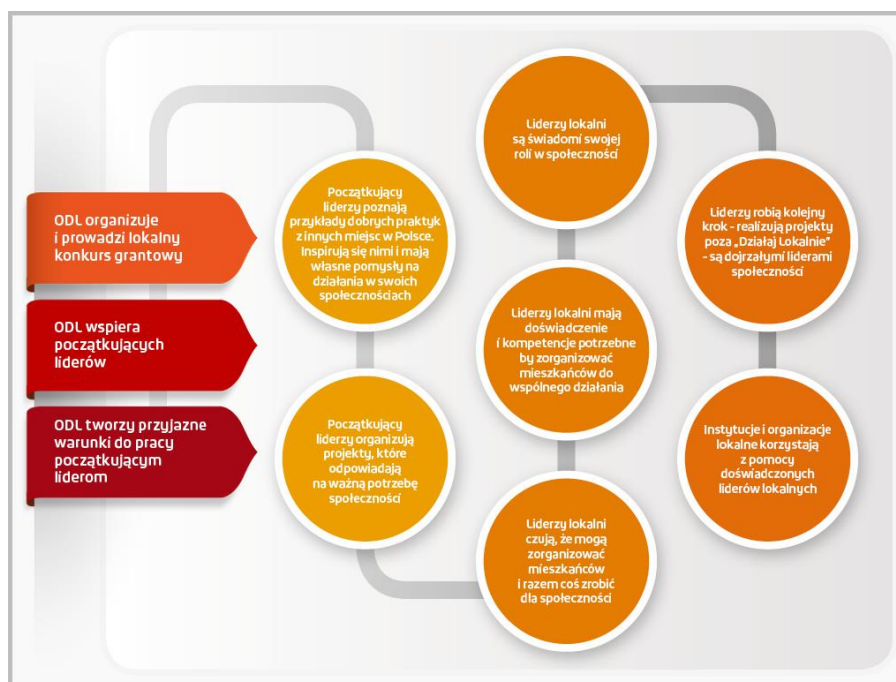 ODL organizuje
i prowadzi lokalny
konkurs grantowy
ODL wspiera
początkujących
liderów
ODL tworzy przyjazne
warunki do pracy
początkującym
liderom
Początkujący
liderzy poznają
przykłady dobrych praktyk
z innych miejsc w Polsce.
Inspirują się nimi i mają
własne pomysły na
działania w swoich
społecznościach
Początkujący
liderzy organizują
projekty, które
odpowiadają
na ważną potrzebę
społeczności
Liderzy lokalni
czują, że mogą
zorganizować
mieszkańców
i razem coś zrobić
dla społeczności
Liderzy lokalni mają
doświadczenie
i kompetencje potrzebne
by zorganizować
mieszkańców do
wspólnego działania
Liderzy lokalni
są świadomi swojej
roli w społeczności
Liderzy robią kolejny
krok - realizują projekty
poza „Działaj Lokalnie”
- są dojrzałymi liderami
społeczności
Instytucje i organizacje
lokalne korzystają
z pomocy
doświadczonych
liderów lokalnych